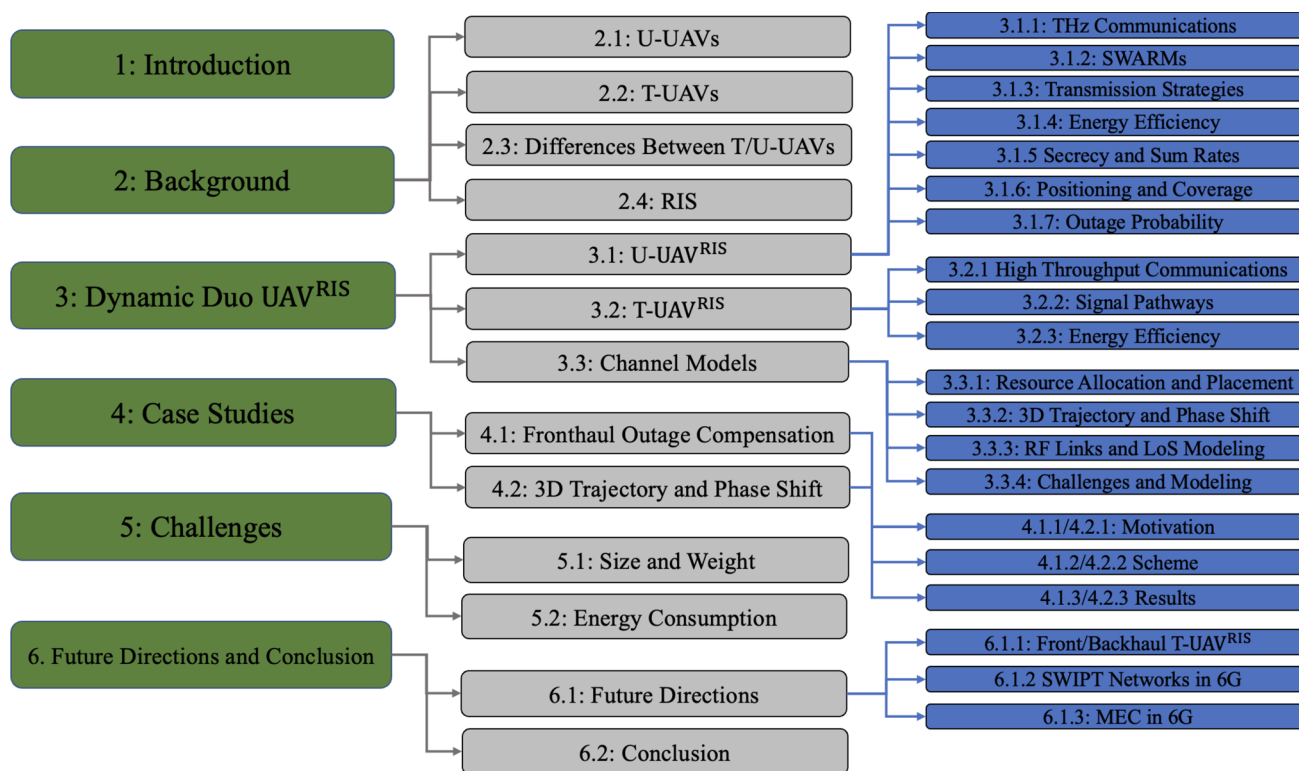 1: Introduction
2: Background
3: Dynamic Duo UAV^RIS
4: Case Studies
5: Challenges
6. Future Directions and Conclusion
2.1: U-UAVs
2.2: T-UAVs
2.3: Differences Between T/U-UAVs
2.4: RIS
3.1: U-UAV^RIS
3.2: T-UAV^RIS
3.3: Channel Models
4.1: Fronthaul Outage Compensation
4.2: 3D Trajectory and Phase Shift
5.1: Size and Weight
5.2: Energy Consumption
6.1: Future Directions
6.2: Conclusion
3.1.1: THz Communications
3.1.2: SWARMs
3.1.3: Transmission Strategies
3.1.4: Energy Efficiency
3.1.5 Secrecy and Sum Rates
3.1.6: Positioning and Coverage
3.1.7: Outage Probability
3.2.1 High Throughput Communications
3.2.2: Signal Pathways
3.2.3: Energy Efficiency
3.3.1: Resource Allocation and Placement
3.3.2: 3D Trajectory and Phase Shift
3.3.3: RF Links and LoS Modeling
3.3.4: Challenges and Modeling
4.1.1/4.2.1: Motivation
4.1.2/4.2.2 Scheme
4.1.3/4.2.3 Results
6.1.1: Front/Backhaul T-UAV^RIS
6.1.2 SWIPT Networks in 6G
6.1.3: MEC in 6G